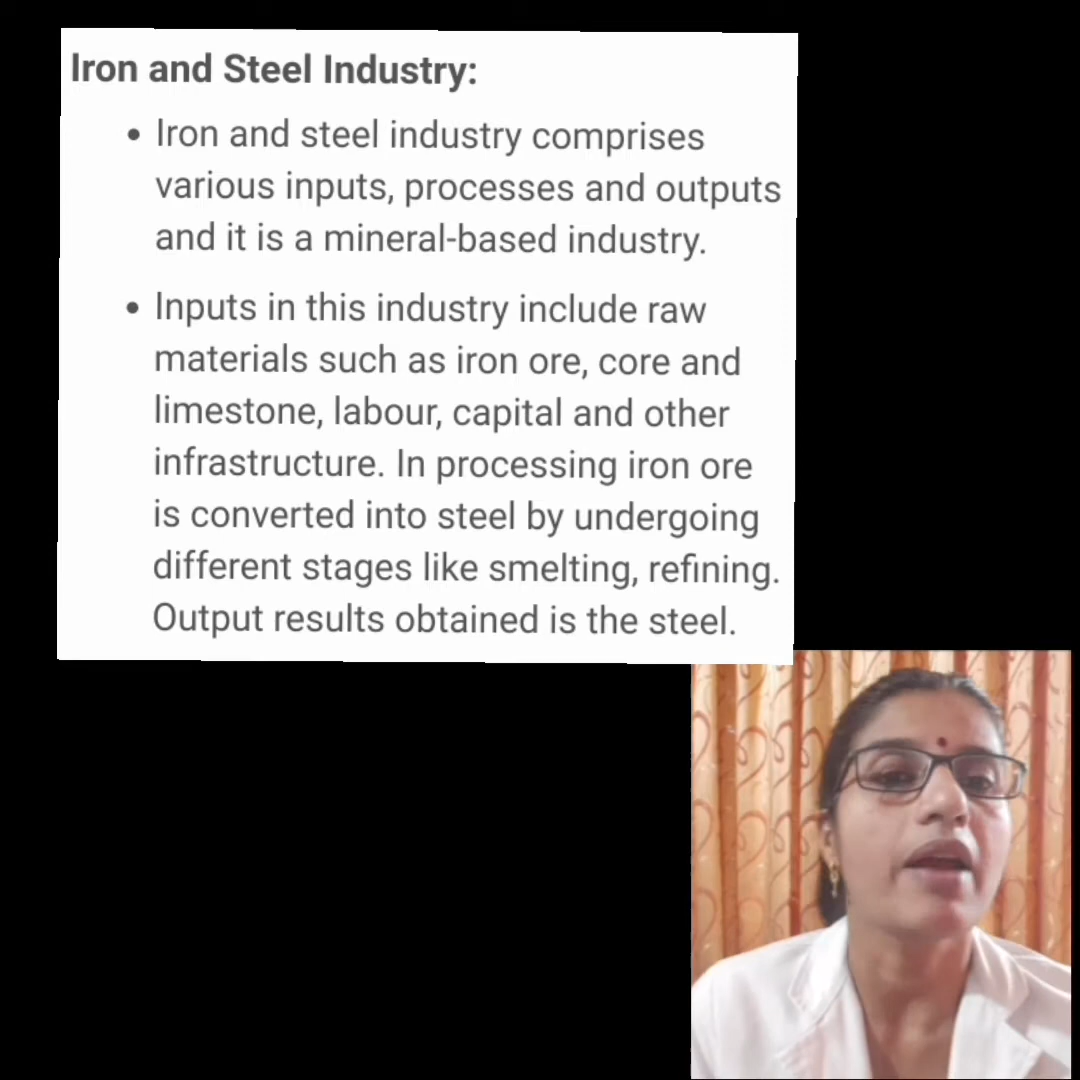 Iron and Steel Industry:
• Iron and steel industry comprises
various inputs, processes and outputs
and it is a mineral-based industry.
• Inputs in this industry include raw
materials such as iron ore, core and
limestone, labour, capital and other
infrastructure. In processing iron ore
is converted into steel by undergoing
different stages like smelting, refining.
Output results obtained is the steel.